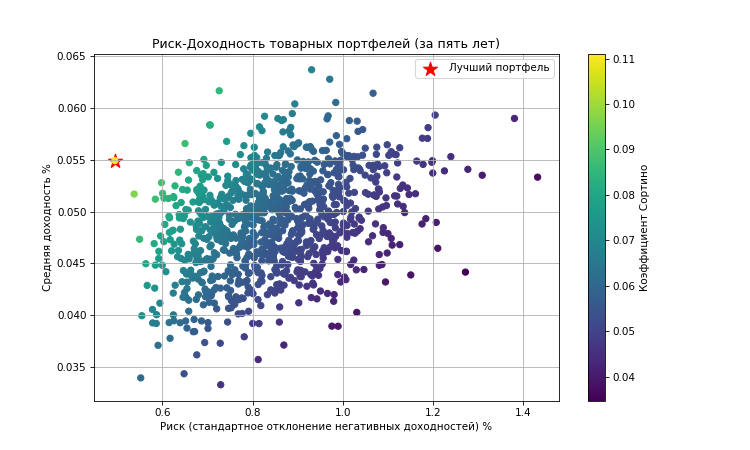 Риск-Доходность товарных портфелей (за пять лет)
Лучший портфель
Средняя доходность %
0.065
0.060
0.055
0.050
0.045
0.040
0.035
0.6 0.8 1.0 1.2 1.4
Риск (стандартное отклонение негативных доходностей) %
0.11
0.10
0.09
0.08
0.07
0.06
0.05
0.04
Коэффициент Сортино